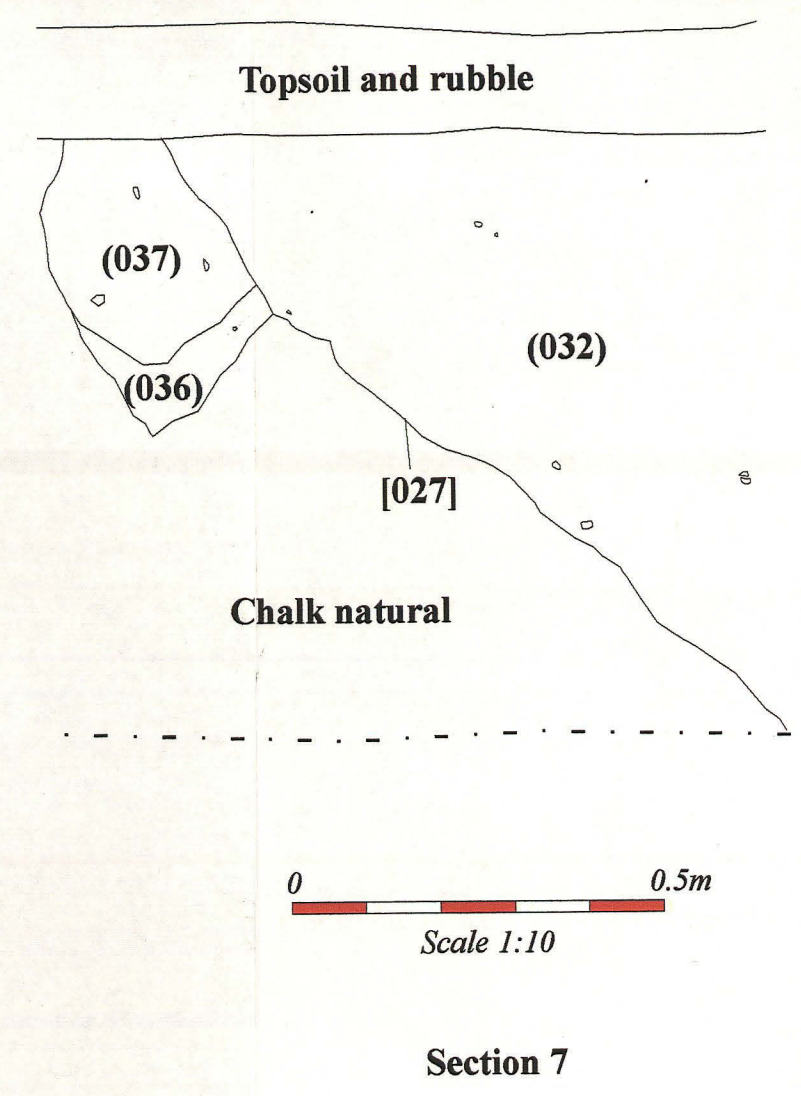 Topsoil and rubble
(037)
(032)
(036)
[027]
Chalk natural
0 0.5m
Scale 1:10
Section 7